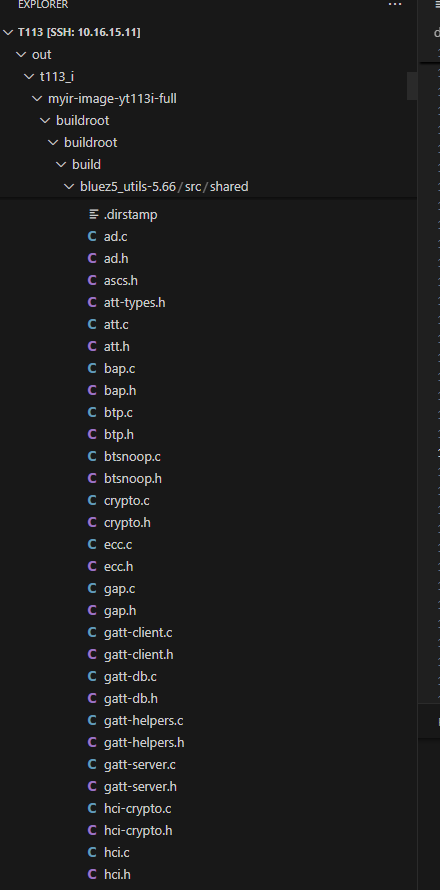 EXPLORER ...
T113 [SSH: 10.16.15.11]
out
t113_i
myir-image-yt113i-full
buildroot
buildroot
build
bluez5_utils-5.66/src/shared
.dirstamp
C ad.c
C ad.h
C ascs.h
C att-types.h
C att.c
C att.h
C bap.c
C bap.h
C btp.c
C btp.h
C btsnoop.c
C btsnoop.h
C crypto.c
C crypto.h
C ecc.c
C ecc.h
C gap.c
C gap.h
C gatt-client.c
C gatt-client.h
C gatt-db.c
C gatt-db.h
C gatt-helpers.c
C gatt-helpers.h
C gatt-server.c
C gatt-server.h
C hci-crypto.c
C hci-crypto.h
C hci.c
C hci.h